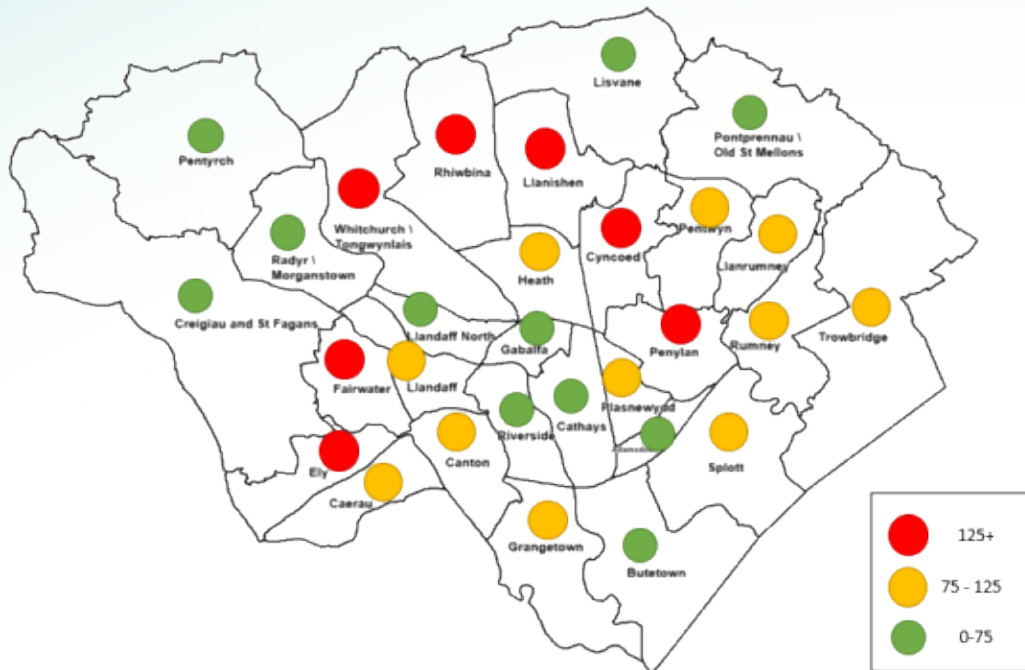 Lisvane
Pontprennau \
Old St Mellons
Pentyrch
Rhiwbina
Llanishen
Whitchurch \
Tongwynlais
Pentwyn
Radyr \
Morganstown
Cyncoed
Llanrumney
Heath
Creigiau and St Fagans
Llandaff North
Gabalfa
Penylan
Rumney
Trowbridge
Fairwater
Llandaff
Plasnewydd
Riverside
Cathays
Canton
Splott
Ely
Caerau
Grangetown
Butetown
125+
75 - 125
0-75